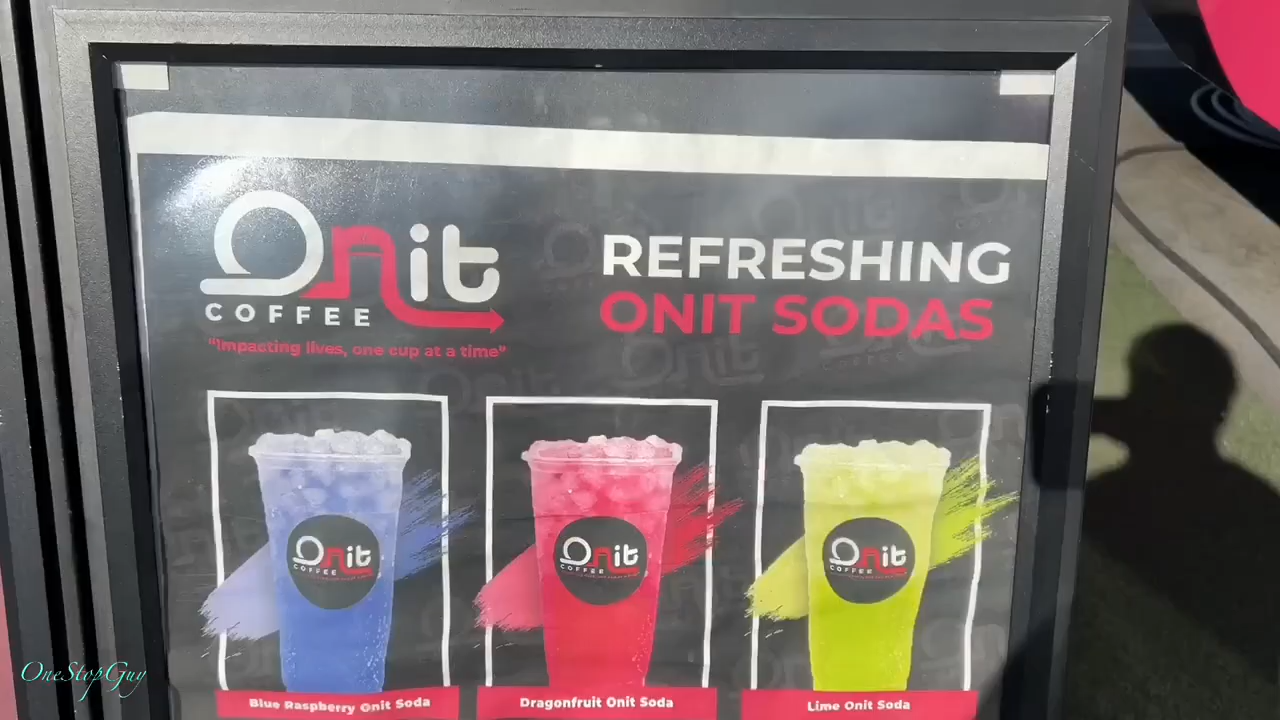 Onit
COFFEE
"Impacting lives, one cup at a time"
REFRESHING
ONIT SODAS
Onit
COFFEE
Onit
COFFEE
Onit
COFFEE
Blue Raspberry Onit Soda
Dragonfruit Onit Soda
Lime Onit Soda
OneStopGuy